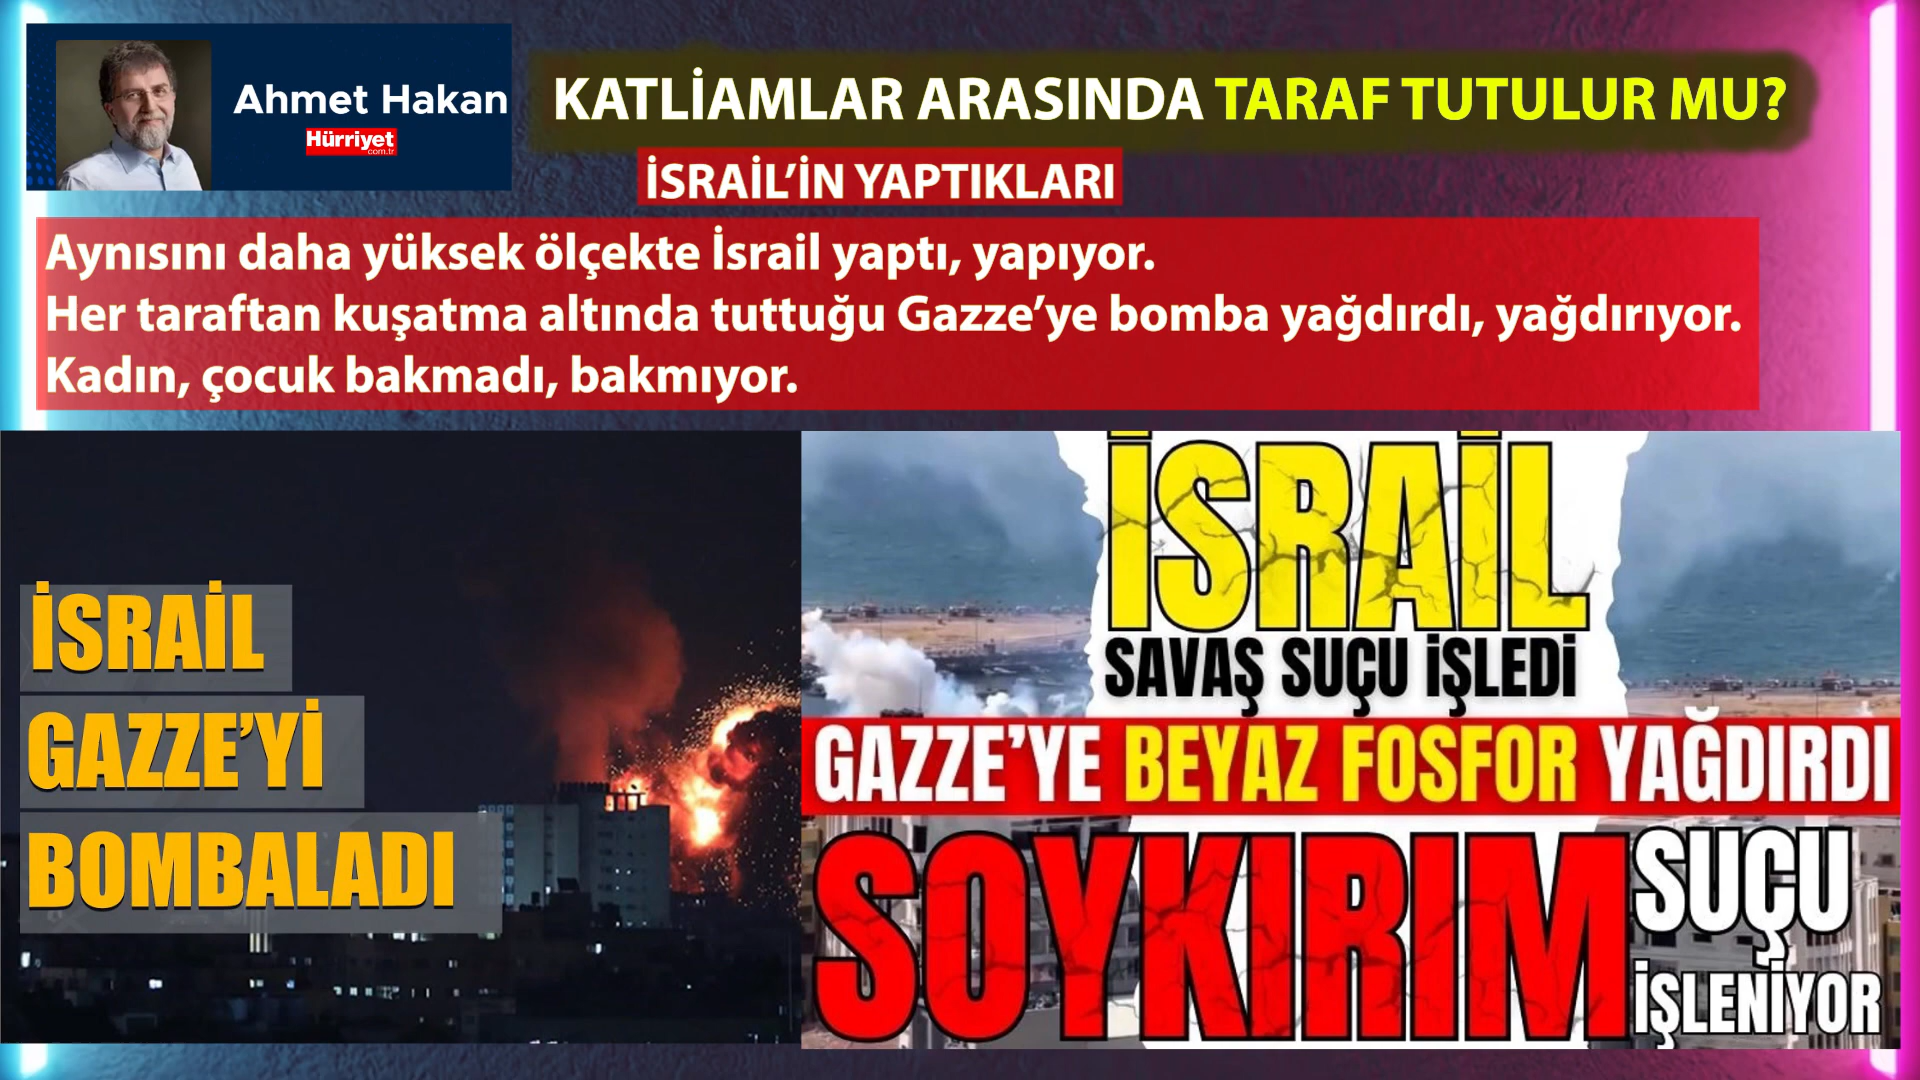 Ahmet Hakan
Hürriyet
com.tr
KATLİAMLAR ARASINDA TARAF TUTULUR MU?
İSRAİL'İN YAPTIKLARI
Aynısını daha yüksek ölçekte İsrail yaptı, yapıyor.
Her taraftan kuşatma altında tuttuğu Gazze'ye bomba yağdırdı, yağdırıyor.
Kadın, çocuk bakmadı, bakmıyor.
İSRAİL
GAZZE'Yİ
BOMBALADI
İSRAİL
SAVAŞ SUÇU İŞLEDİ
GAZZE'YE BEYAZ FOSFOR YAĞDIRDI
SOYKIRIM SUÇU
İŞLENİYOR